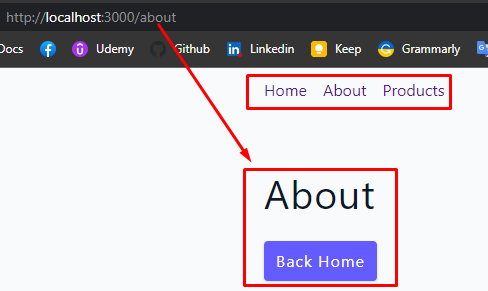 http://localhost:3000/about
Docs Udemy Github Linkedin Keep Grammarly
Home About Products
About
Back Home